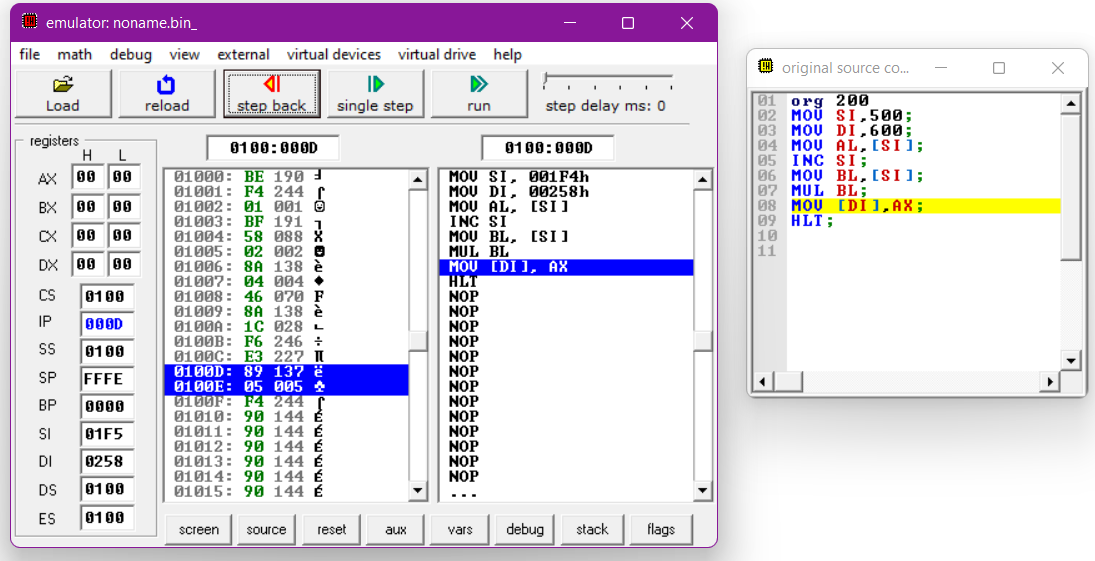 emulator: noname.bin_
file math debug view external virtual devices virtual drive help
Load reload step back single step run step delay ms: 0
registers
H L
AX 00 00
BX 00 00
CX 00 00
DX 00 00
CS 0100
IP 000D
SS 0100
SP FFFE
BP 0000
SI 01F5
DI 0258
DS 0100
ES 0100
0100:000D
01000: BE 190 ╛
01001: F4 244 ⌠
01002: 01 001 ☺
01003: BF 191 ┐
01004: 58 088 X
01005: 02 002 ☻
01006: 8A 138 è
01007: 04 004 ♦
01008: 46 070 F
01009: 8A 138 è
0100A: 1C 028 ∟
0100B: F6 246 ÷
0100C: E3 227 π
0100D: 89 137 ë
0100E: 05 005 ♣
0100F: F4 244 ⌠
01010: 90 144 É
01011: 90 144 É
01012: 90 144 É
01013: 90 144 É
01014: 90 144 É
01015: 90 144 É
0100:000D
MOV SI, 001F4h
MOV DI, 00258h
MOV AL, [SI]
INC SI
MOV BL, [SI]
MUL BL
MOV [DI], AX
HLT
NOP
NOP
NOP
NOP
NOP
NOP
NOP
NOP
NOP
NOP
NOP
NOP
NOP
...
screen source reset aux vars debug stack flags
original source co...
01 org 200
02 MOV SI,500;
03 MOV DI,600;
04 MOV AL,[SI];
05 INC SI;
06 MOV BL,[SI];
07 MUL BL;
08 MOV [DI],AX;
09 HLT;
10
11